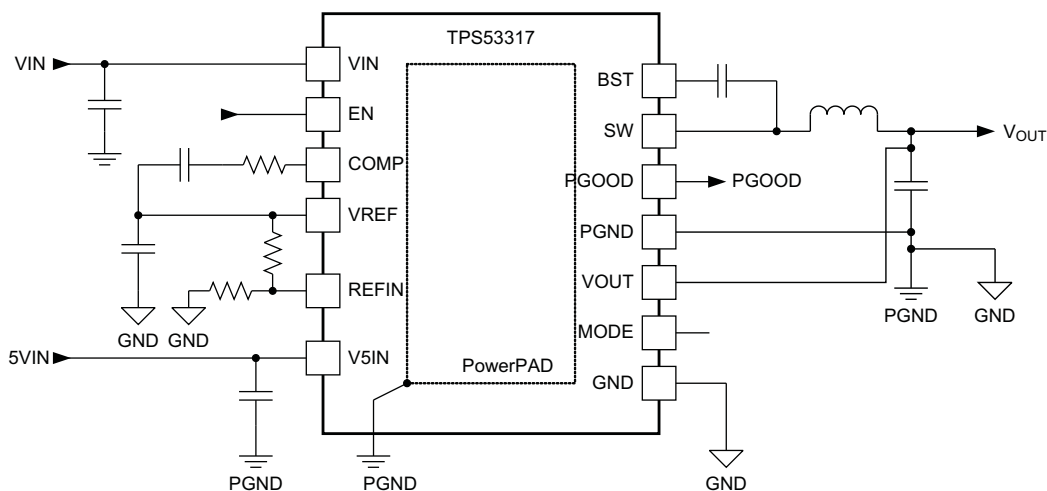 TPS53317
VIN
VIN
BST
EN
SW
V_OUT
COMP
PGOOD
PGOOD
VREF
PGND
REFIN
VOUT
GND
GND
PGND
GND
MODE
5VIN
V5IN
PowerPAD
GND
PGND
PGND
GND